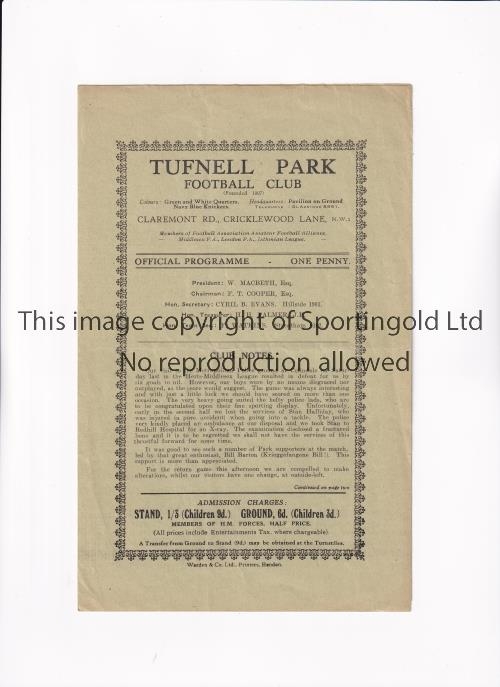 TUFNELL PARK
FOOTBALL CLUB
(Founded 1907)
Colours: Green and White Quarters,
Navy Blue Knickers.
Headquarters: Pavilion on Ground
CLAREMONT RD., CRICKLEWOOD LANE, N.W.2
Members of Football Association Amateur Football Alliance,
Middlesex F.A., London F.A., Isthmian League.
OFFICIAL PROGRAMME - ONE PENNY.
President: W. MACBETH, Esq.
Chairman: F. T. COOPER, Esq.
Hon. Secretary: CYRIL B. EVANS. Hillside
This image copyright of Sportingold Ltd
No reproduction allowed
CLUB NOTES.
day last in the Herts-Middlesex League resulted in defeat for us by
six goals to nil. However, our boys were by no means disgraced nor
outplayed, as the score would suggest. The game was always interesting
and with just a little luck we should have scored on more than one
occasion. The very heavy going suited the hefty police lads, who are
to be congratulated upon their fine sporting display. Unfortunately,
early in the second half we lost the services of Stan Halliday, who
was injured in pure accident when going into a tackle. The police
very kindly placed an ambulance at our disposal and we took Stan to
Redhill Hospital for an X-ray. The examination disclosed a fractured
bone and it is to be regretted we shall not have the services of this
thoughtful forward for some time.
It was good to see such a number of Park supporters at the match,
led by that great enthusiast, Bill Barton (Kriegsgefangene Bill!). This
support is more than appreciated.
For the return game this afternoon we are compelled to make
alterations, whilst our visitors have one change, at outside-left.
Continued on page two
ADMISSION CHARGES:
STAND, 1/3 (Children 9d.) GROUND, 6d. (Children 3d.)
MEMBERS OF H.M. FORCES, HALF PRICE.
(All prices include Entertainments Tax. where chargeable)
A Transfer from Ground to Stand (9d.) may be obtained at the Turnstiles.
Warden & Co. Ltd., Printers, Hendon.